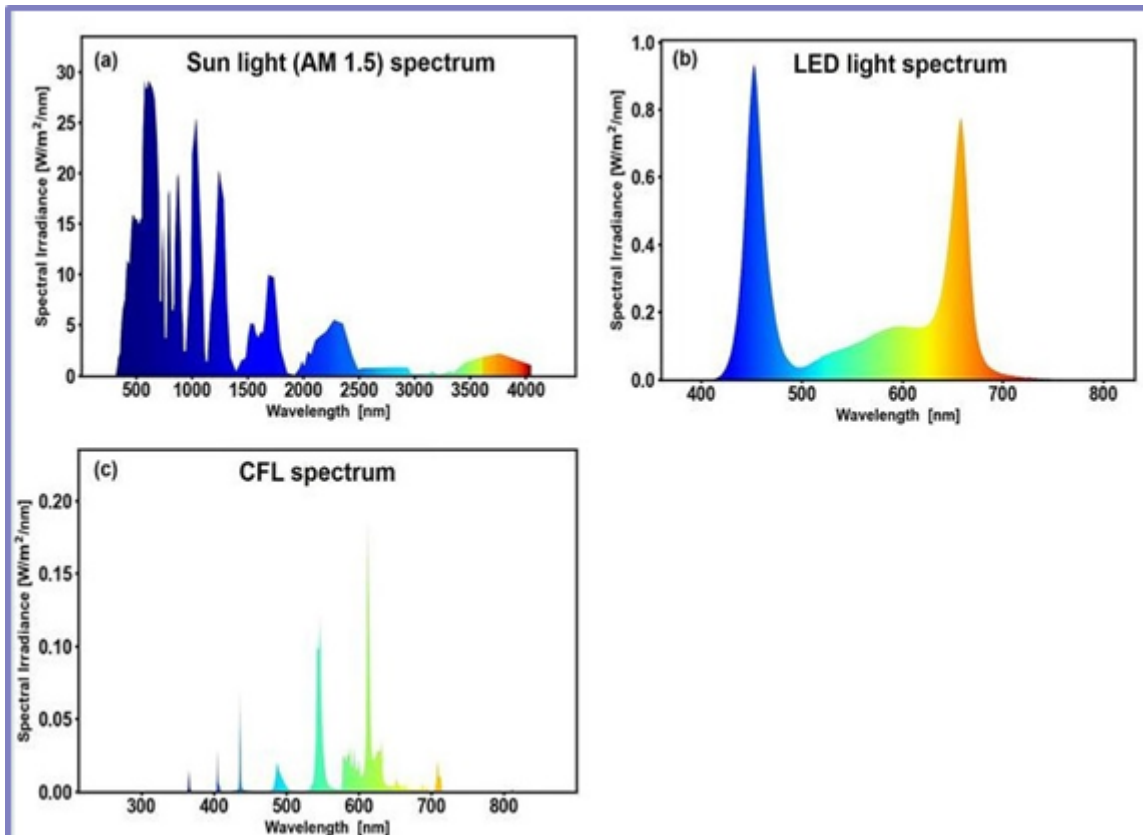 (a)
Sun light (AM 1.5) spectrum
Spectral Irradiance [W/m²/nm]
30
25
20
15
10
5
0
500 1000 1500 2000 2500 3000 3500 4000
Wavelength [nm]
(b)
LED light spectrum
Spectral Irradiance [W/m²/nm]
1.0
0.8
0.6
0.4
0.2
0.0
400 500 600 700 800
Wavelength [nm]
(c)
CFL spectrum
Spectral Irradiance [W/m²/nm]
0.20
0.15
0.10
0.05
0.00
300 400 500 600 700 800
Wavelength [nm]